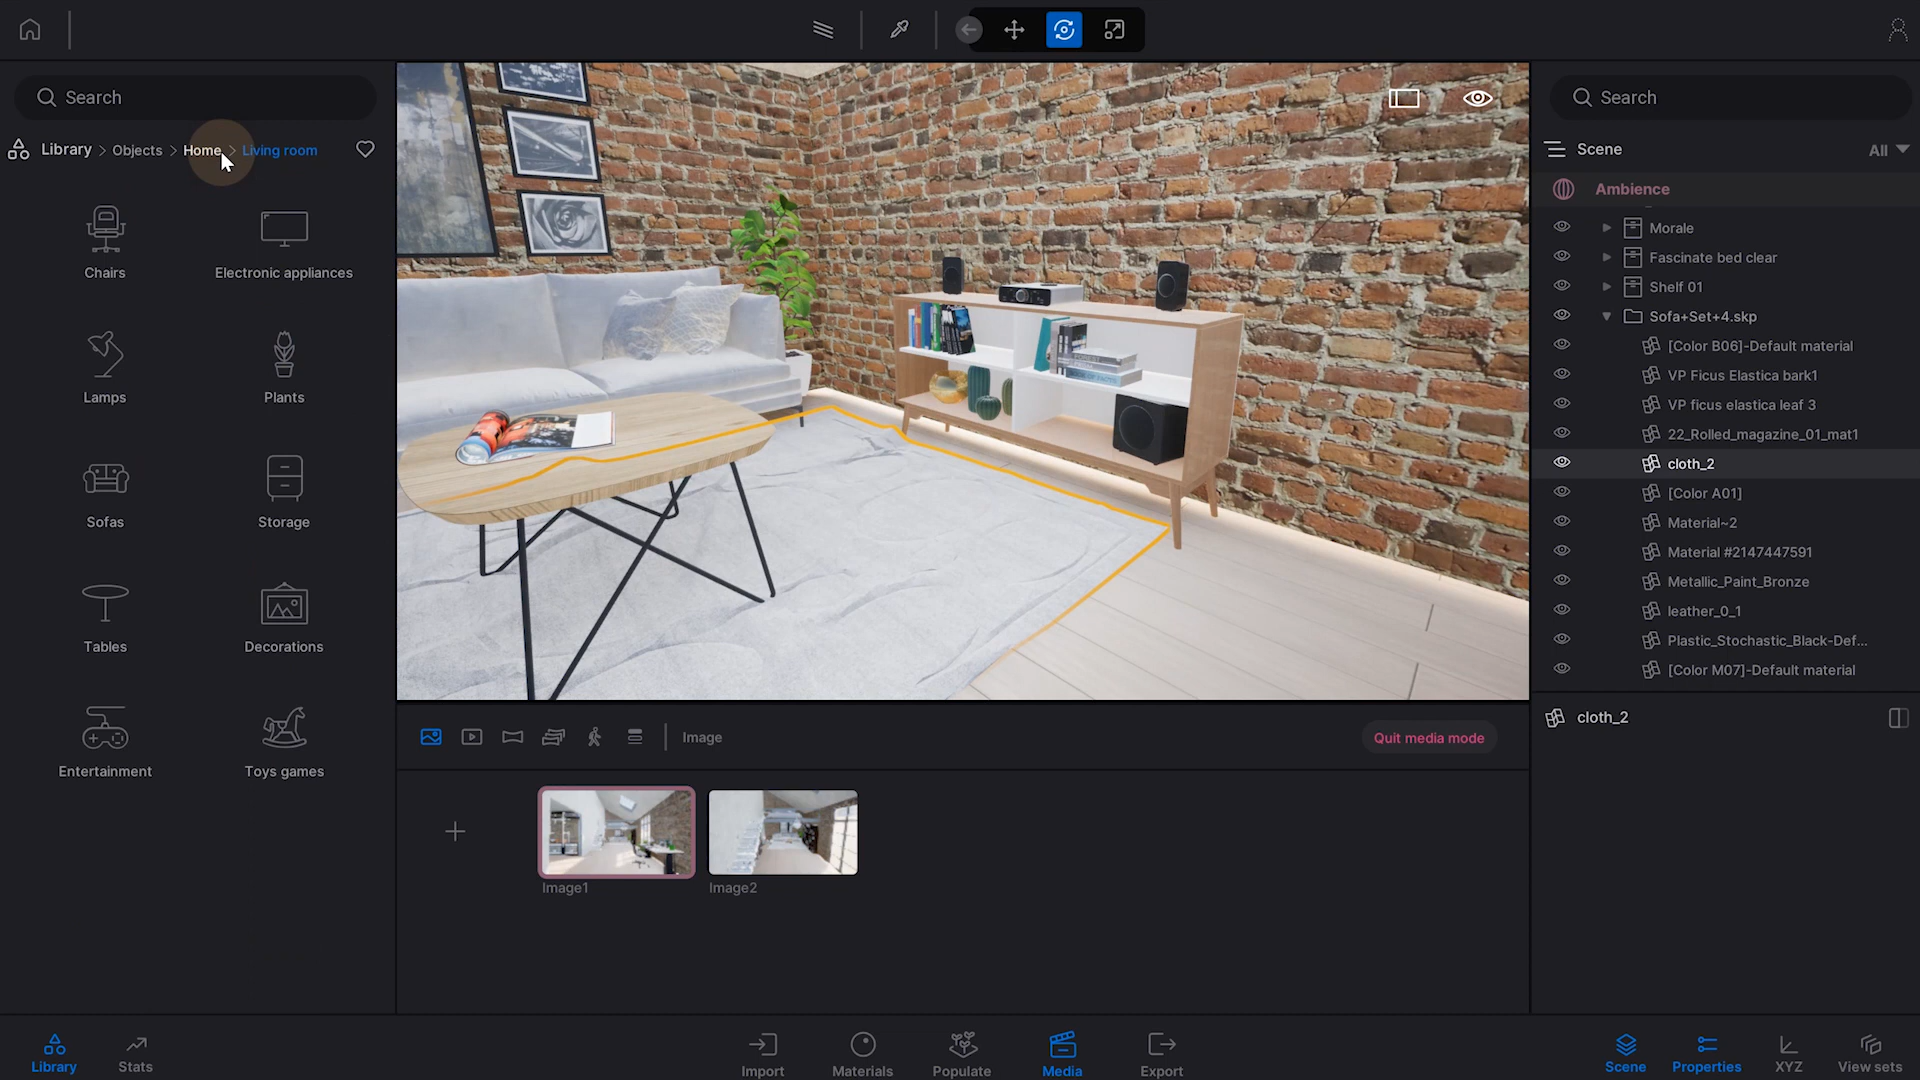 Search
Library > Objects > Home > Living room
Chairs
Electronic appliances
Lamps
Plants
Sofas
Storage
Tables
Decorations
Entertainment
Toys games
Library
Stats
FOREST
Image
Quit media mode
Image1
Image2
Import
Materials
Populate
Media
Export
Search
Scene
All
Ambience
Morale
Fascinate bed clear
Shelf 01
Sofa+Set+4.skp
[Color B06]-Default material
VP Ficus Elastica bark1
VP ficus elastica leaf 3
22_Rolled_magazine_01_mat1
cloth_2
[Color A01]
Material~2
Material #2147447591
Metallic_Paint_Bronze
leather_0_1
Plastic_Stochastic_Black-Def...
[Color M07]-Default material
cloth_2
Scene
Properties
XYZ
View sets